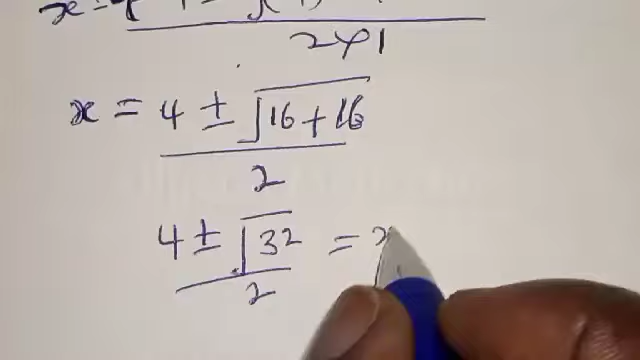 2×1
x = 4 ± √16+16 / 2
4 ± √32 / 2 = x